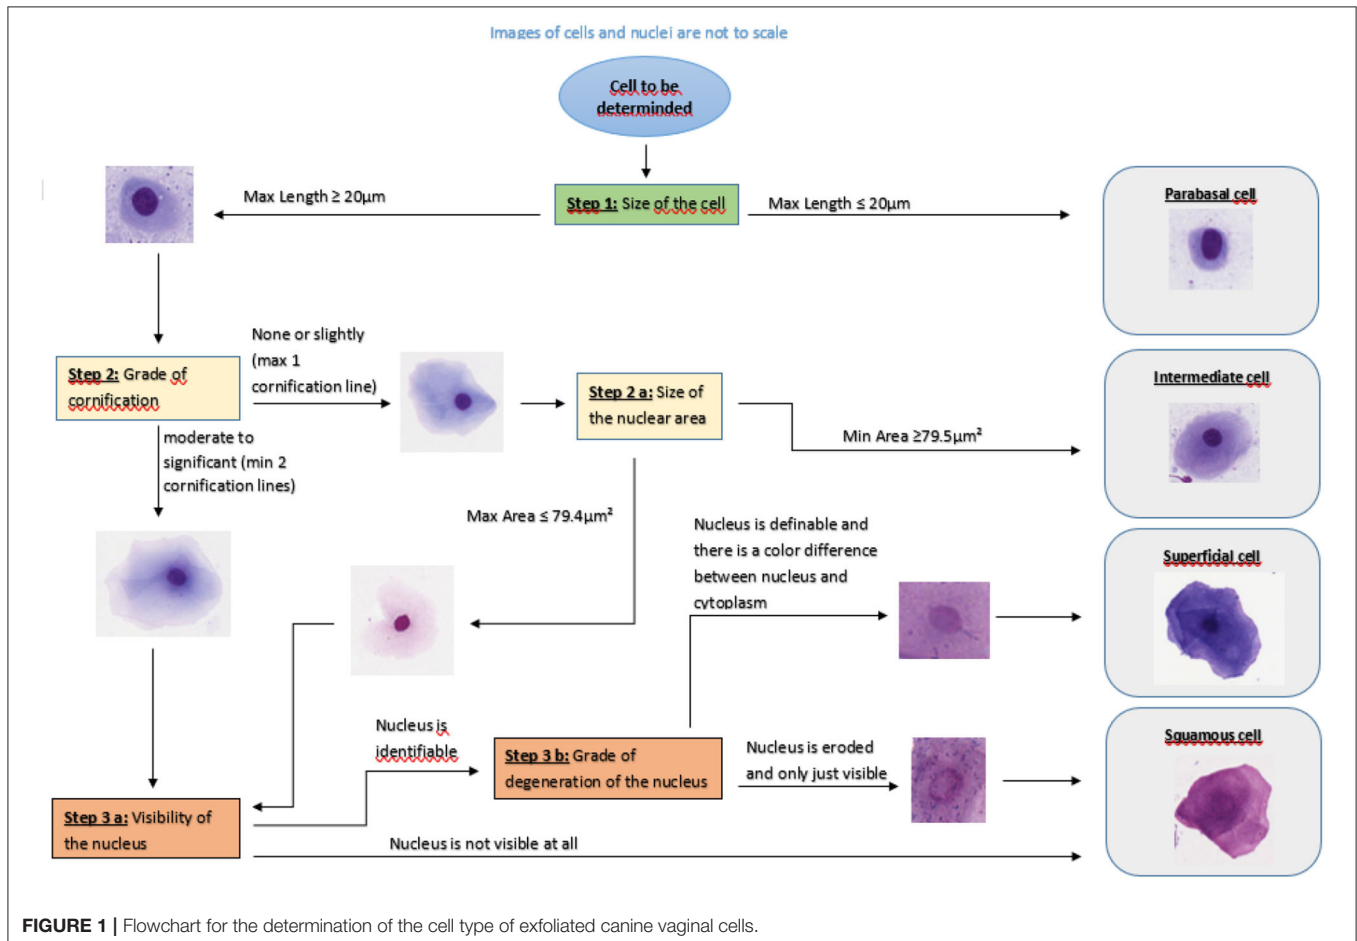 Images of cells and nuclei are not to scale
Cell to be
determinded
Max Length ≥ 20µm
Step 1: Size of the cell
Max Length ≤ 20µm
Parabasal cell
None or slightly
(max 1
cornification line)
Step 2: Grade of
cornification
Step 2 a: Size of
the nuclear area
Min Area ≥79.5µm²
Intermediate cell
moderate to
significant (min 2
cornification lines)
Max Area ≤ 79.4µm²
Nucleus is definable and
there is a color difference
between nucleus and
cytoplasm
Superficial cell
Nucleus is
identifiable
Step 3 b: Grade of
degeneration of the nucleus
Nucleus is eroded
and only just visible
Squamous cell
Step 3 a: Visibility of
the nucleus
Nucleus is not visible at all
FIGURE 1 | Flowchart for the determination of the cell type of exfoliated canine vaginal cells.